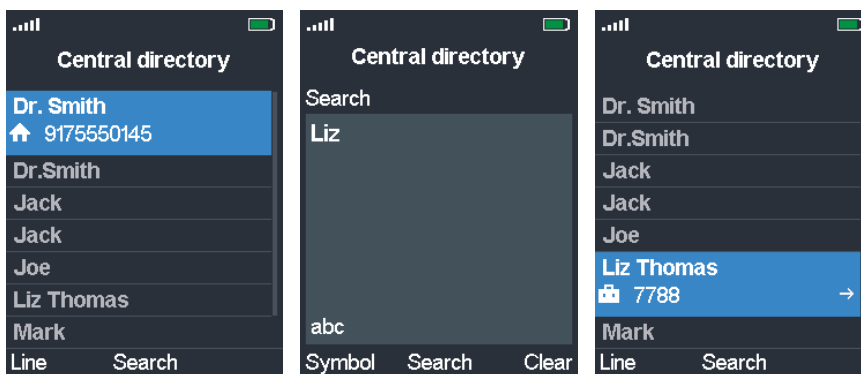 Central directory
Dr. Smith
9175550145
Dr.Smith
Jack
Jack
Joe
Liz Thomas
Mark
Line Search
Central directory
Search
Liz
abc
Symbol Search Clear
Central directory
Dr. Smith
Dr.Smith
Jack
Jack
Joe
Liz Thomas
7788
Mark
Line Search